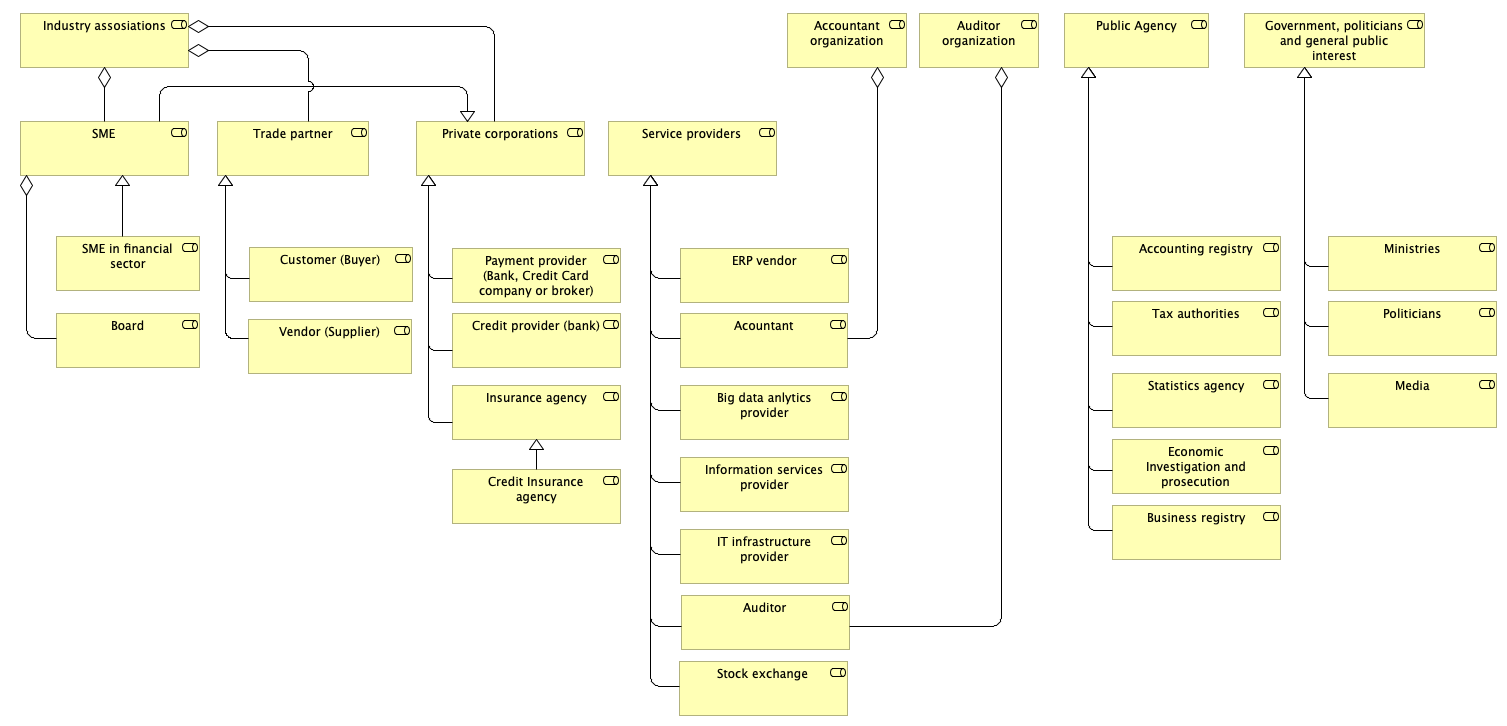 Industry assosiations
Accountant
organization
Auditor
organization
Public Agency
Government, politicians
and general public
interest
SME
Trade partner
Private corporations
Service providers
SME in financial
sector
Board
Customer (Buyer)
Vendor (Supplier)
Payment provider
(Bank, Credit Card
company or broker)
Credit provider (bank)
Insurance agency
Credit Insurance
agency
ERP vendor
Acountant
Big data anlytics
provider
Information services
provider
IT infrastructure
provider
Auditor
Stock exchange
Accounting registry
Tax authorities
Statistics agency
Economic
Investigation and
prosecution
Business registry
Ministries
Politicians
Media